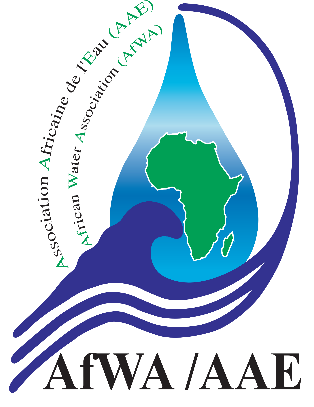 Association Africaine de l'Eau (AAE)
African Water Association (AfWA)
AfWA /AAE